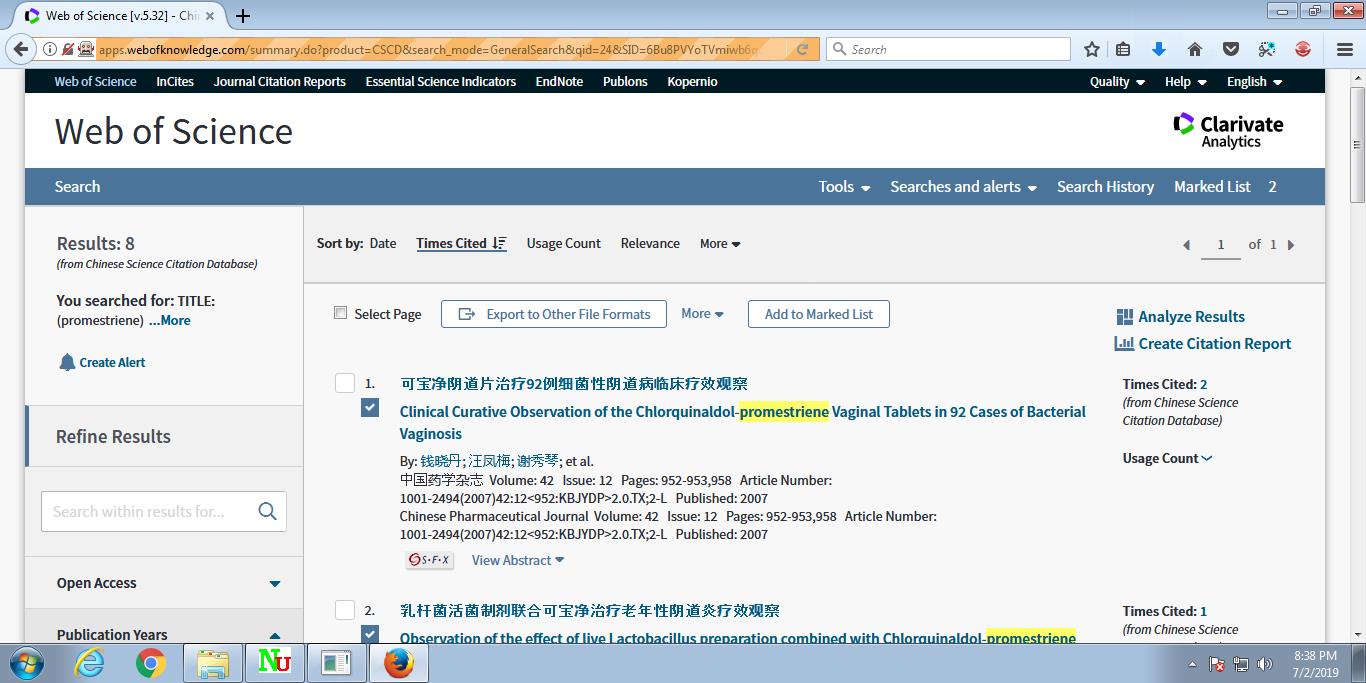 Web of Science [v.5.32] - Chi
apps.webofknowledge.com/summary.do?product=CSCD&search_mode=GeneralSearch&qid=24&SID=6Bu8PVYoTVmiwb6
Search
Web of Science InCites Journal Citation Reports Essential Science Indicators EndNote Publons Kopernio Quality Help English
Web of Science
Clarivate
Analytics
Search Tools Searches and alerts Search History Marked List 2
Results: 8
(from Chinese Science Citation Database)
You searched for: TITLE:
(promestriene) ...More
Create Alert
Refine Results
Search within results for...
Open Access
Publication Years
Sort by: Date Times Cited Usage Count Relevance More
1 of 1
Select Page Export to Other File Formats More Add to Marked List
Analyze Results
Create Citation Report
1. 可宝净阴道片治疗92例细菌性阴道病临床疗效观察
Clinical Curative Observation of the Chlorquinaldol-promestriene Vaginal Tablets in 92 Cases of Bacterial
Vaginosis
By: 钱晓丹; 汪凤梅; 谢秀琴; et al.
中国药学杂志 Volume: 42 Issue: 12 Pages: 952-953,958 Article Number:
1001-2494(2007)42:12<952:KBJYDP>2.0.TX;2-L Published: 2007
Chinese Pharmaceutical Journal Volume: 42 Issue: 12 Pages: 952-953,958 Article Number:
1001-2494(2007)42:12<952:KBJYDP>2.0.TX;2-L Published: 2007
S·F·X View Abstract
Times Cited: 2
(from Chinese Science
Citation Database)
Usage Count
2. 乳杆菌活菌制剂联合可宝净治疗老年性阴道炎疗效观察
Observation of the effect of live Lactobacillus preparation combined with Chlorquinaldol-promestriene
Times Cited: 1
(from Chinese Science
NU
8:38 PM
7/2/2019